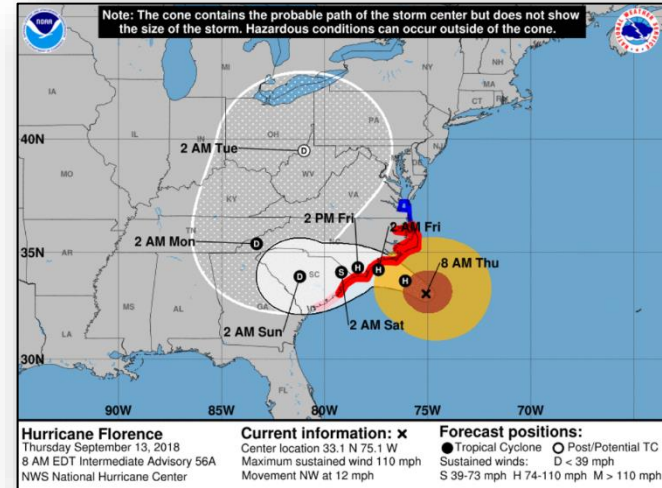 Note: The cone contains the probable path of the storm center but does not show
the size of the storm. Hazardous conditions can occur outside of the cone.
NOAA
MI
NY
NH
MA
CT
RI
IA
PA
NJ
40N
IL
IN
OH
2 AM Tue
D
MO
WV
KY
VA
2 PM Fri
2 AM Fri
TN
2 AM Mon
D
NC
35N
AR
8 AM Thu
S
H
H
H
SC
D
MS
AL
GA
2 AM Sun
2 AM Sat
LA
30N
FL
90W
85W
80W
75W
70W
65W
Hurricane Florence
Thursday September 13, 2018
8 AM EDT Intermediate Advisory 56A
NWS National Hurricane Center
Current information: ×
Center location 33.1 N 75.1 W
Maximum sustained wind 110 mph
Movement NW at 12 mph
Forecast positions:
● Tropical Cyclone ○ Post/Potential TC
Sustained winds: D < 39 mph
S 39-73 mph H 74-110 mph M > 110 mph